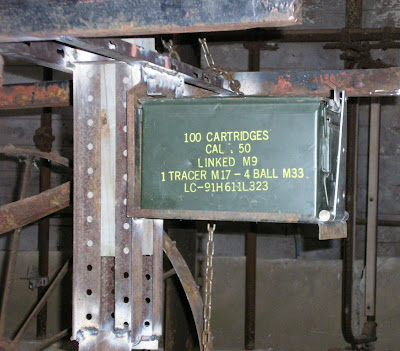 100 CARTRIDGES
CAL . 50
LINKED M9
1 TRACER M17 - 4 BALL M33
LC-91H611L323